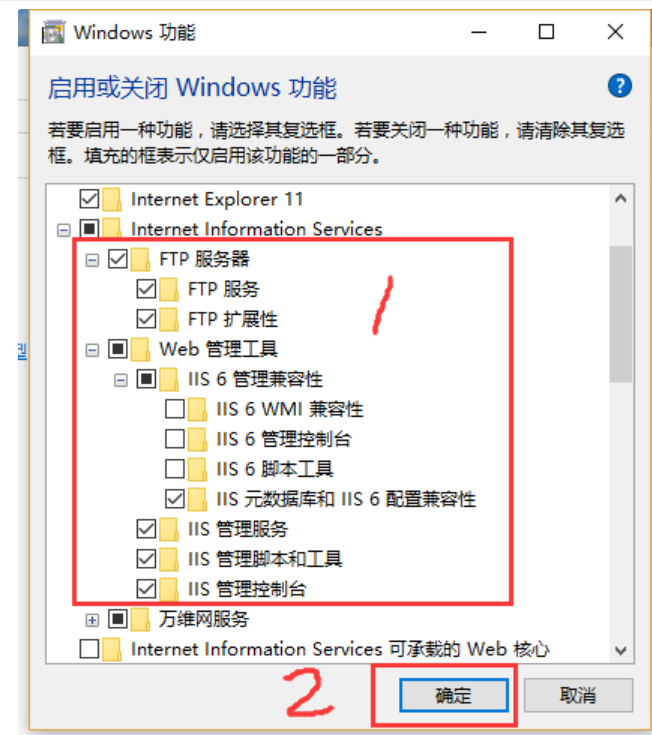 Windows 功能
启用或关闭 Windows 功能
若要启用一种功能，请选择其复选框。若要关闭一种功能，请清除其复选
框。填充的框表示仅启用该功能的一部分。
Internet Explorer 11
Internet Information Services
FTP 服务器
FTP 服务
FTP 扩展性
1
Web 管理工具
IIS 6 管理兼容性
IIS 6 WMI 兼容性
IIS 6 管理控制台
IIS 6 脚本工具
IIS 元数据库和 IIS 6 配置兼容性
IIS 管理服务
IIS 管理脚本和工具
IIS 管理控制台
万维网服务
Internet Information Services 可承载的 Web 核心
2
确定
取消